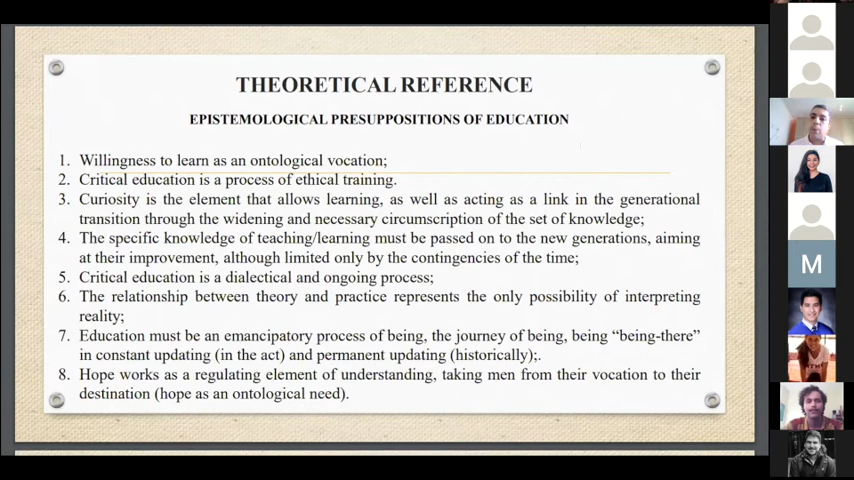 THEORETICAL REFERENCE
EPISTEMOLOGICAL PRESUPPOSITIONS OF EDUCATION
1. Willingness to learn as an ontological vocation;
2. Critical education is a process of ethical training.
3. Curiosity is the element that allows learning, as well as acting as a link in the generational
transition through the widening and necessary circumscription of the set of knowledge;
4. The specific knowledge of teaching/learning must be passed on to the new generations, aiming
at their improvement, although limited only by the contingencies of the time;
5. Critical education is a dialectical and ongoing process;
6. The relationship between theory and practice represents the only possibility of interpreting
reality;
7. Education must be an emancipatory process of being, the journey of being, being “being-there”
in constant updating (in the act) and permanent updating (historically);.
8. Hope works as a regulating element of understanding, taking men from their vocation to their
destination (hope as an ontological need).
M